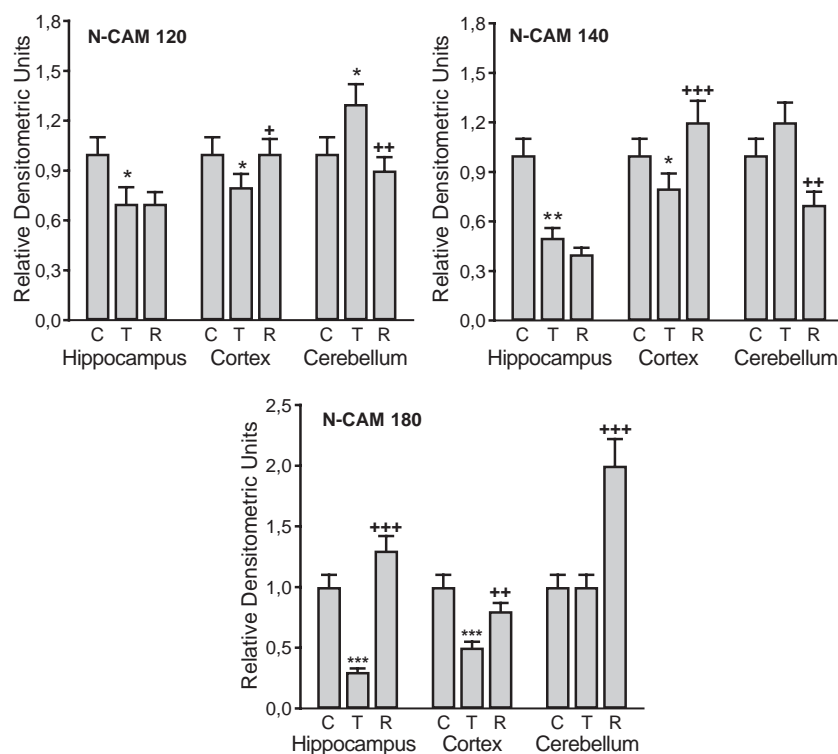 N-CAM 120
Relative Densitometric Units
1,8
1,5
1,2
0,9
0,6
0,3
0,0
*
*
+
*
++
C T R C T R C T R
Hippocampus Cortex Cerebellum
N-CAM 140
Relative Densitometric Units
1,8
1,5
1,2
0,9
0,6
0,3
0,0
**
*
+++
++
C T R C T R C T R
Hippocampus Cortex Cerebellum
N-CAM 180
Relative Densitometric Units
2,5
2,0
1,5
1,0
0,5
0,0
***
+++
***
++
+++
C T R C T R C T R
Hippocampus Cortex Cerebellum